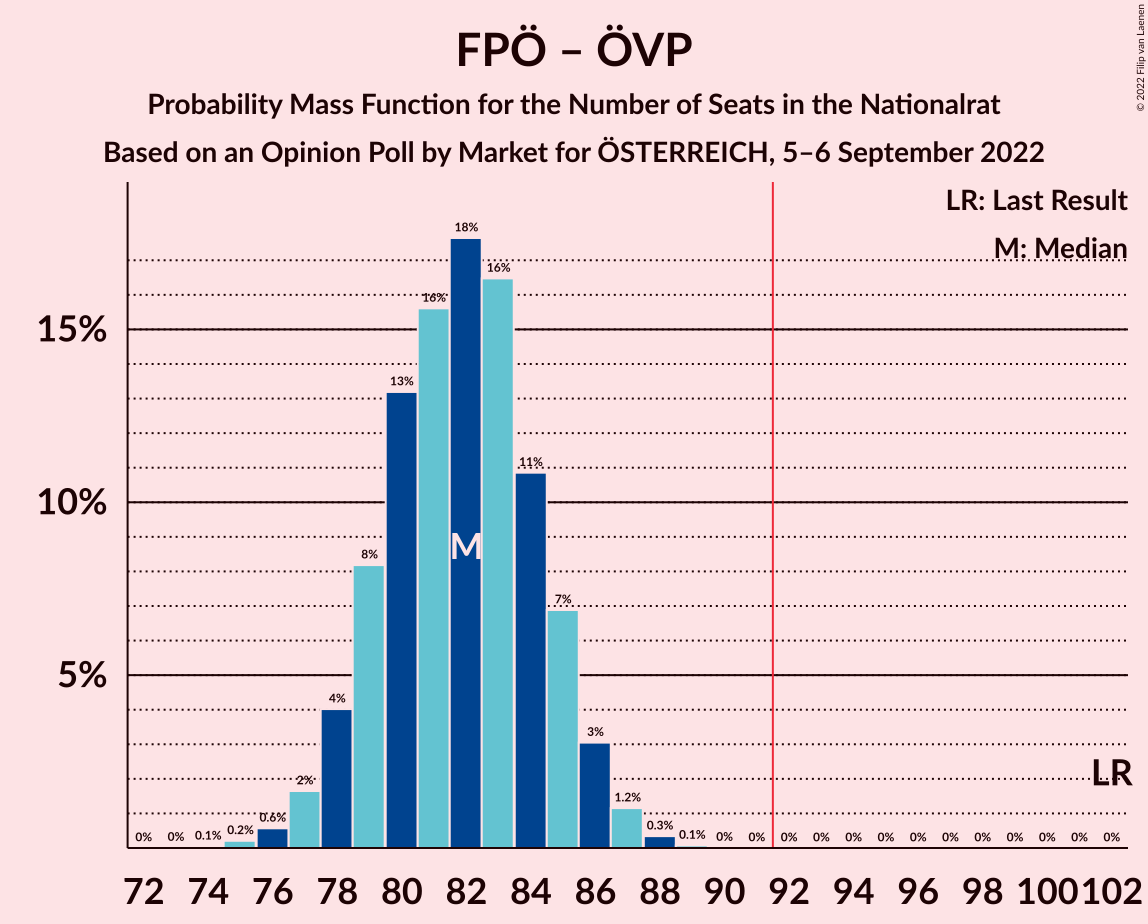 FPÖ – ÖVP
Probability Mass Function for the Number of Seats in the Nationalrat
Based on an Opinion Poll by Market for ÖSTERREICH, 5–6 September 2022
© 2022 Filip van Laenen
LR: Last Result
M: Median
15%
10%
5%
0% 0% 0.1% 0.2% 0.6% 2% 4% 8% 13% 16% 18% 16% 11% 7% 3% 1.2% 0.3% 0.1% 0% 0% 0% 0% 0% 0% 0% 0% 0% 0% 0% 0% 0%
M
LR
72 74 76 78 80 82 84 86 88 90 92 94 96 98 100 102